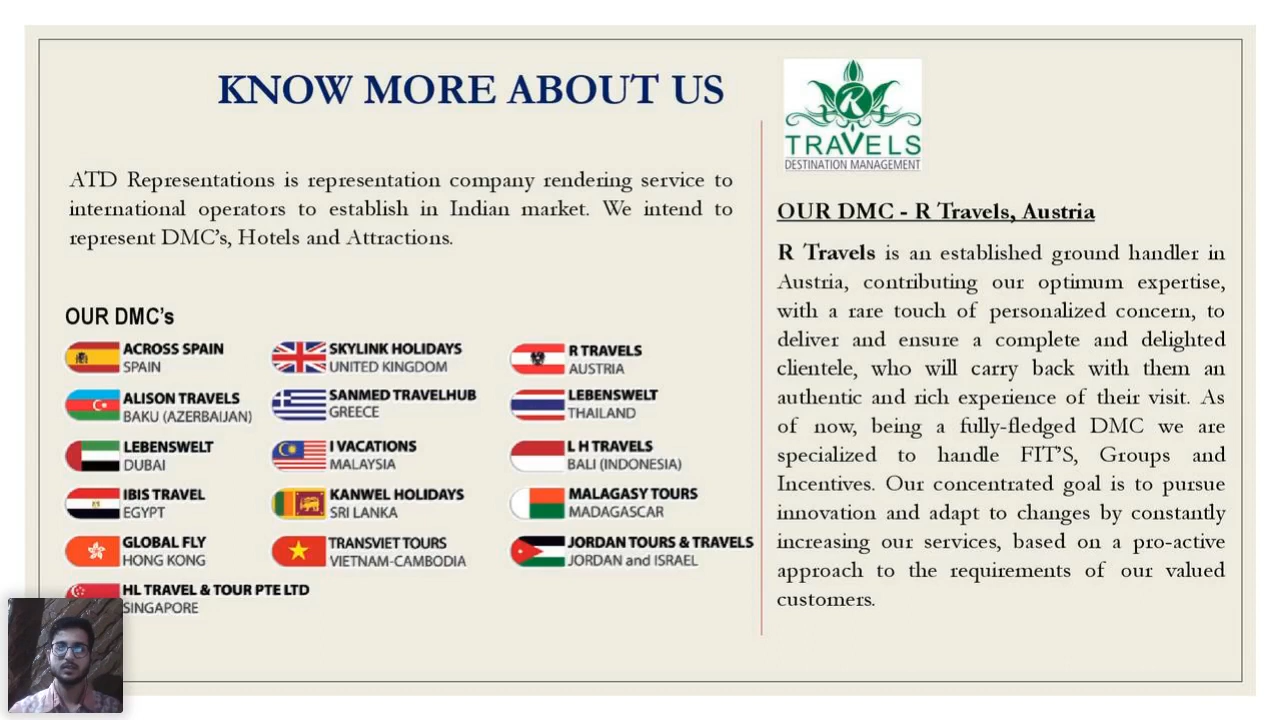 KNOW MORE ABOUT US
ATD Representations is representation company rendering service to
international operators to establish in Indian market. We intend to
represent DMC's, Hotels and Attractions.
OUR DMC's
ACROSS SPAIN
SPAIN
SKYLINK HOLIDAYS
UNITED KINGDOM
R TRAVELS
AUSTRIA
ALISON TRAVELS
BAKU (AZERBAIJAN)
SANMED TRAVELHUB
GREECE
LEBENSWELT
THAILAND
LEBENSWELT
DUBAI
I VACATIONS
MALAYSIA
L H TRAVELS
BALI (INDONESIA)
IBIS TRAVEL
EGYPT
KANWEL HOLIDAYS
SRI LANKA
MALAGASY TOURS
MADAGASCAR
GLOBAL FLY
HONG KONG
TRANSVIET TOURS
VIETNAM-CAMBODIA
JORDAN TOURS & TRAVELS
JORDAN and ISRAEL
HL TRAVEL & TOUR PTE LTD
SINGAPORE
R
TRAVELS
DESTINATION MANAGEMENT
OUR DMC - R Travels, Austria
R Travels is an established ground handler in
Austria, contributing our optimum expertise,
with a rare touch of personalized concern, to
deliver and ensure a complete and delighted
clientele, who will carry back with them an
authentic and rich experience of their visit. As
of now, being a fully-fledged DMC we are
specialized to handle FIT'S, Groups and
Incentives. Our concentrated goal is to pursue
innovation and adapt to changes by constantly
increasing our services, based on a pro-active
approach to the requirements of our valued
customers.